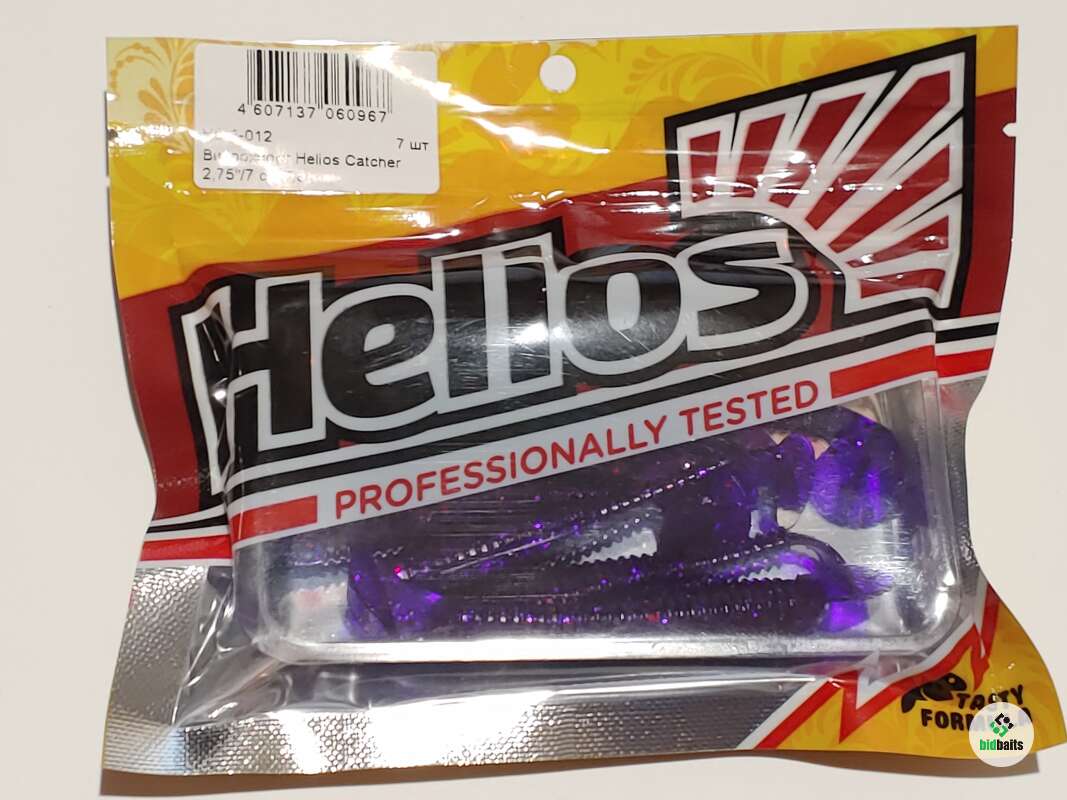 4 607137 060967
-012
7 шт
Helios Catcher
2,75"/7
Helios
PROFESSIONALLY TESTED
TASTY
bidbaits